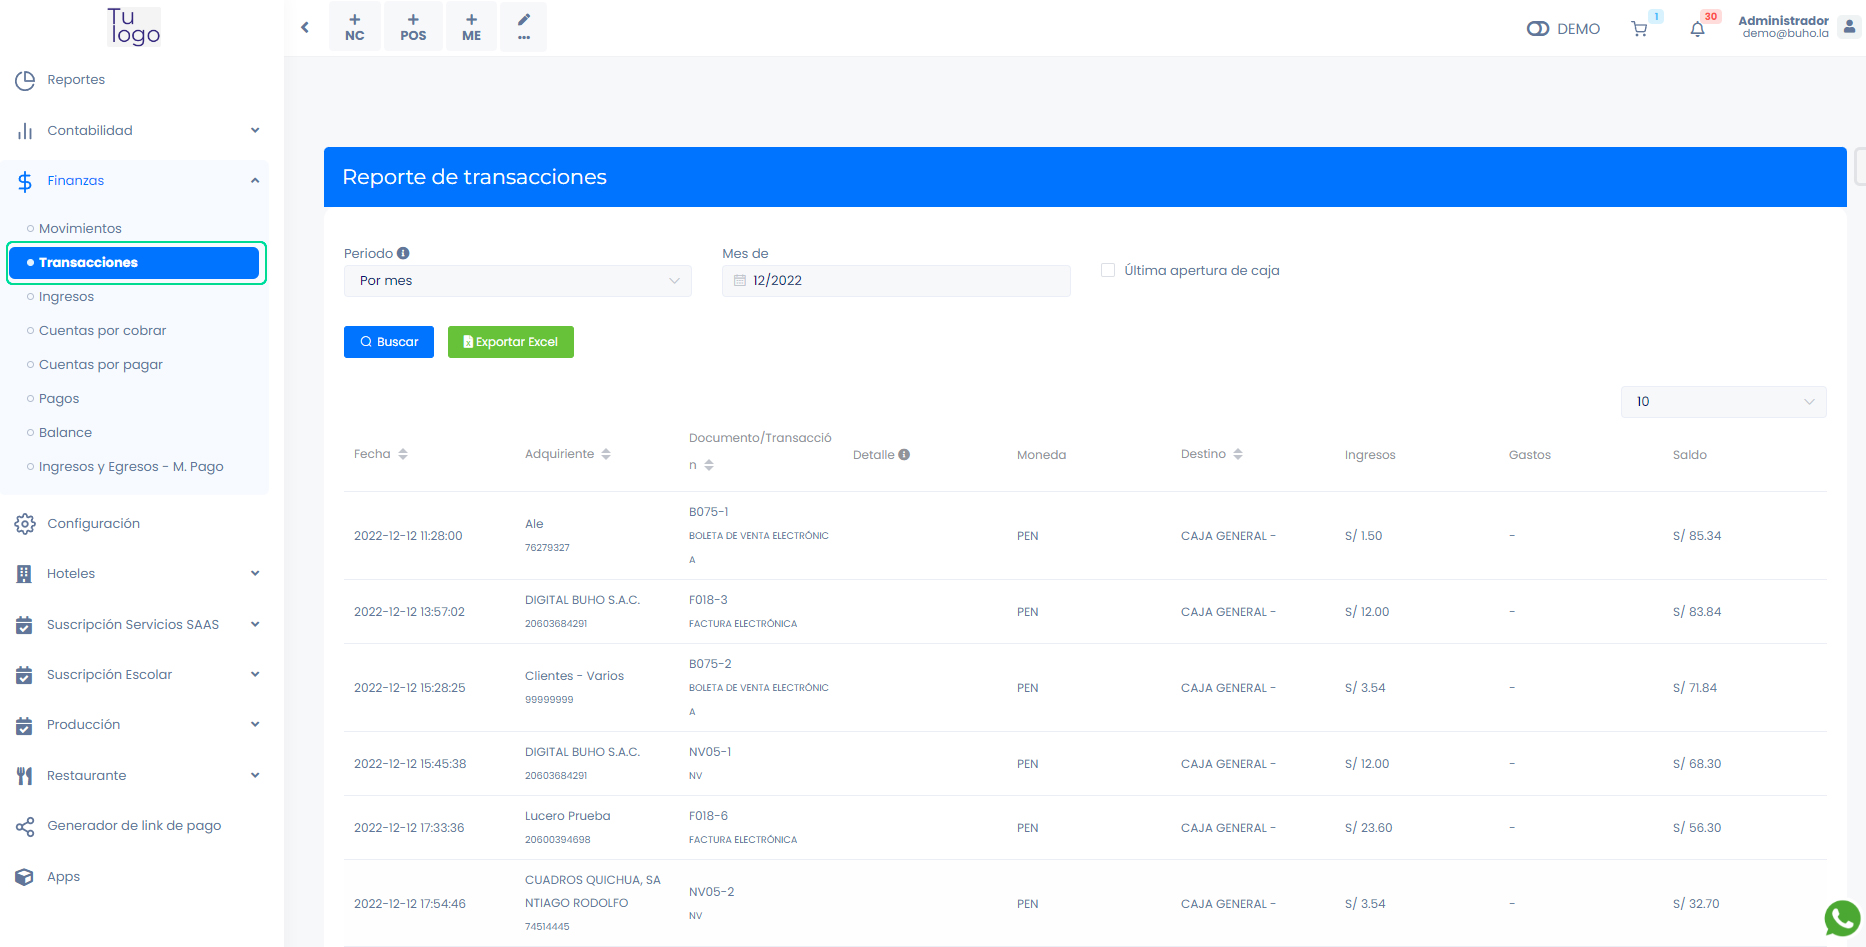 Tu
logo
Reportes
Contabilidad
Finanzas
Movimientos
Transacciones
Ingresos
Cuentas por cobrar
Cuentas por pagar
Pagos
Balance
Ingresos y Egresos - M. Pago
Configuración
Hoteles
Suscripción Servicios SAAS
Suscripción Escolar
Producción
Restaurante
Generador de link de pago
Apps
+ NC
+ POS
+ ME
...
DEMO
1
30
Administrador
demo@buho.la
Reporte de transacciones
Periodo
Por mes
Mes de
12/2022
Última apertura de caja
Buscar
Exportar Excel
10
Fecha Adquiriente Documento/Transacció
n Detalle Moneda Destino Ingresos Gastos Saldo
2022-12-12 11:28:00 Ale
76279327 B075-1
BOLETA DE VENTA ELECTRÓNIC
A PEN CAJA GENERAL - S/ 1.50 - S/ 85.34
2022-12-12 13:57:02 DIGITAL BUHO S.A.C.
20603684291 F018-3
FACTURA ELECTRÓNICA PEN CAJA GENERAL - S/ 12.00 - S/ 83.84
2022-12-12 15:28:25 Clientes - Varios
99999999 B075-2
BOLETA DE VENTA ELECTRÓNIC
A PEN CAJA GENERAL - S/ 3.54 - S/ 71.84
2022-12-12 15:45:38 DIGITAL BUHO S.A.C.
20603684291 NV05-1
NV PEN CAJA GENERAL - S/ 12.00 - S/ 68.30
2022-12-12 17:33:36 Lucero Prueba
20600394698 F018-6
FACTURA ELECTRÓNICA PEN CAJA GENERAL - S/ 23.60 - S/ 56.30
2022-12-12 17:54:46 CUADROS QUICHUA, SA
NTIAGO RODOLFO
74514445 NV05-2
NV PEN CAJA GENERAL - S/ 3.54 - S/ 32.70